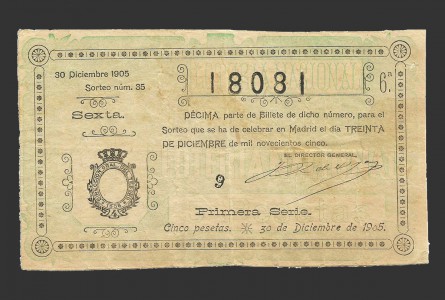 30 Diciembre 1905
Sorteo núm. 35
18081
6.ª
Sexta.
DÉCIMA parte de Billete de dicho número, para el
Sorteo que se ha de celebrar en Madrid el día TREINTA
DE DICIEMBRE de mil novecientos cinco.
EL DIRECTOR GENERAL,
9
Primera Serie.
Cinco pesetas. 30 de Diciembre de 1905.